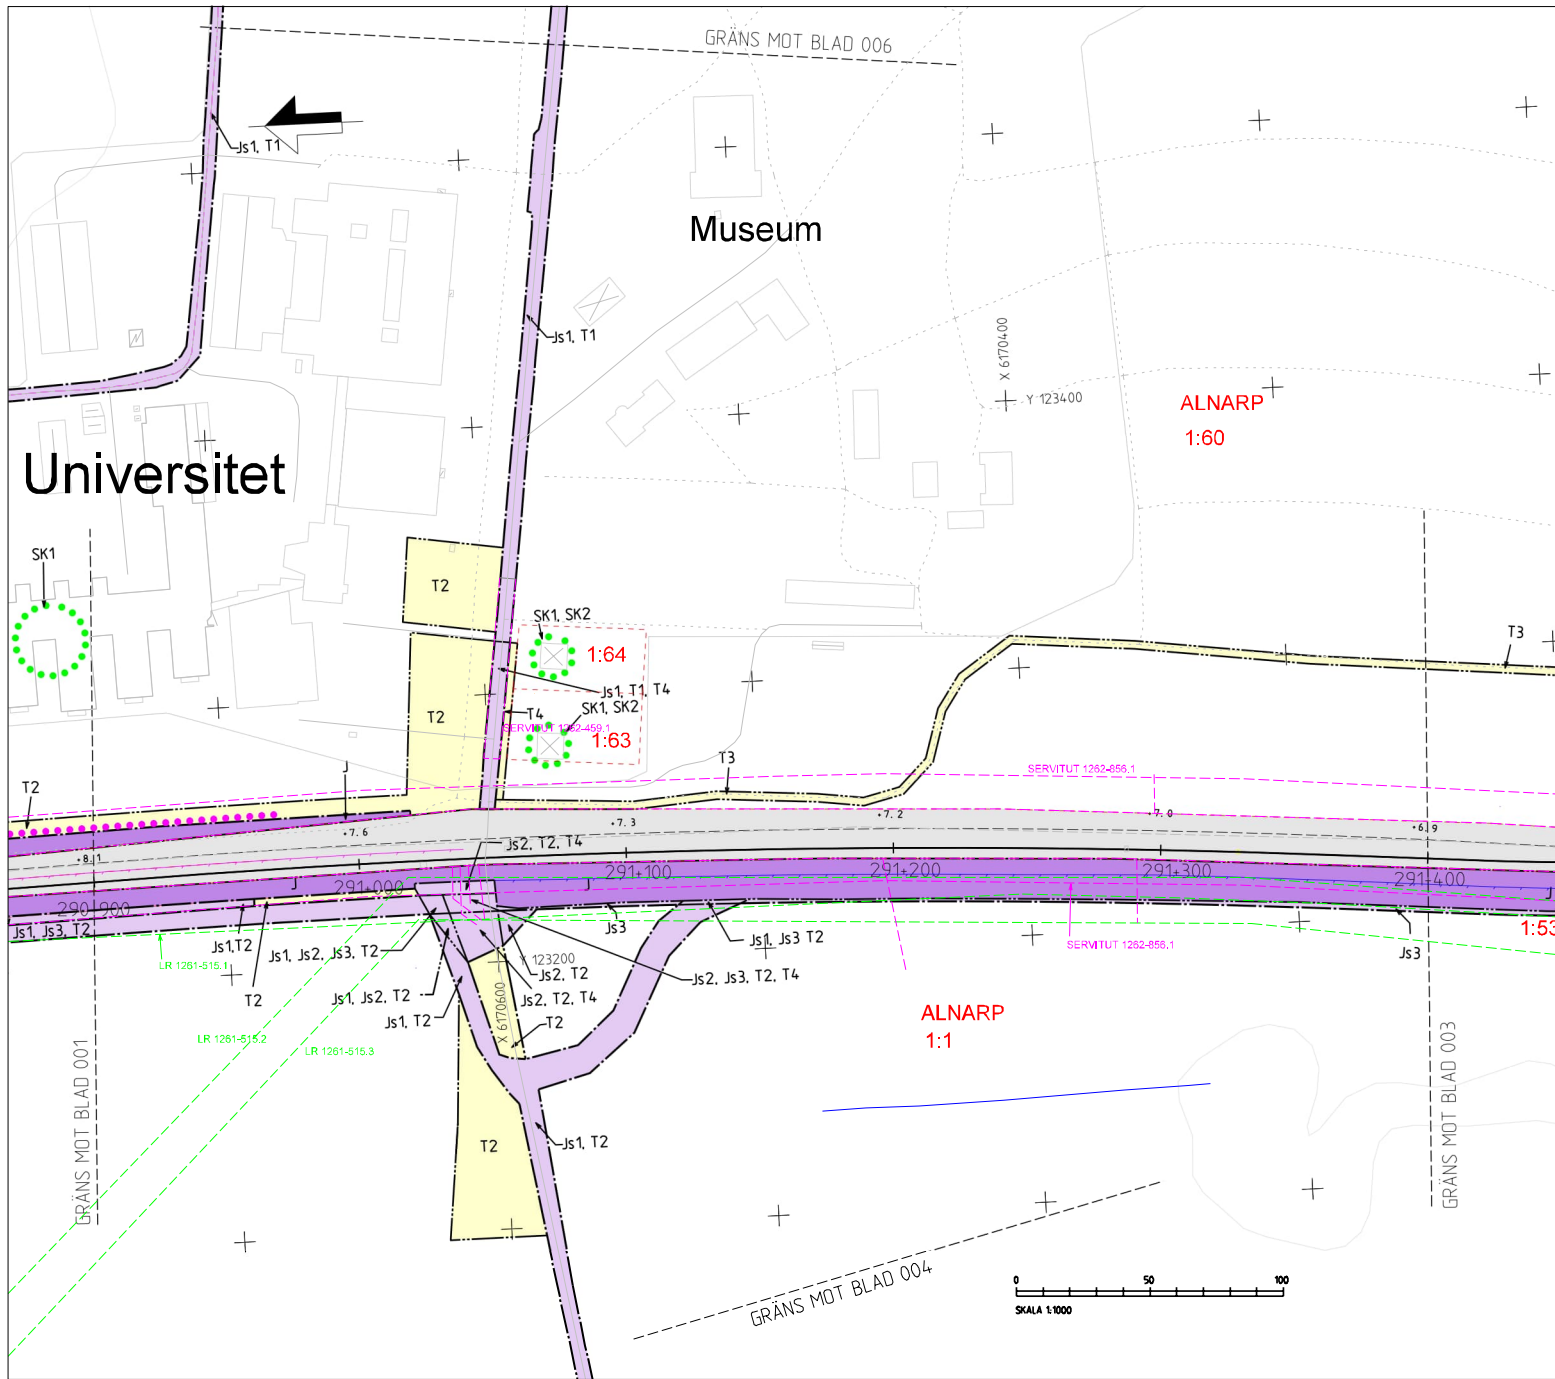 GRÄNS MOT BLAD 006
Js1, T1
Museum
Js1, T1
X 6170400
Y 123400
ALNARP
1:60
Universitet
SK1
T2
SK1, SK2
1:64
T3
Js1, T1, T4
T2
T4
SK1, SK2
SERVITUT 1262-459.1
1:63
T3
SERVITUT 1262-856.1
T2
J
+7.6
+7.3
+7.2
+7.0
+6.9
+8.1
Js2, T2, T4
J
291+000
J
291+100
291+200
291+300
291+400
J
290+900
Js1, Js3, T2
Js1,T2
Js1, Js2, Js3, T2
Js3
Js1, Js3 T2
SERVITUT 1262-856.1
Js3
1:53
LR 1261-515.1
T2
Y 123200
Js2, T2
Js2, Js3, T2, T4
Js1, Js2, T2
Js2, T2, T4
Js1, T2
X 6170600
T2
ALNARP
1:1
LR 1261-515.2
LR 1261-515.3
GRÄNS MOT BLAD 001
GRÄNS MOT BLAD 003
T2
Js1, T2
GRÄNS MOT BLAD 004
0 50 100
SKALA 1:1000